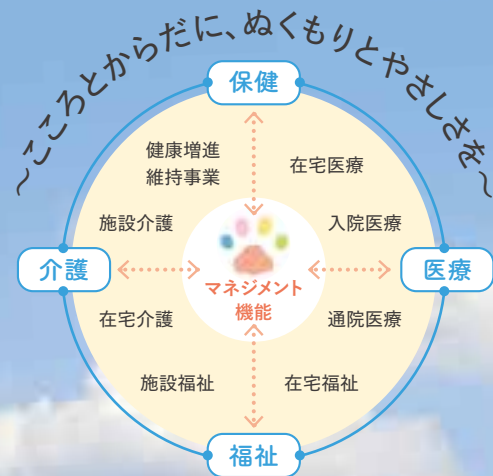 ～こころとからだに、ぬくもりとやさしさを～
保健
健康増進
維持事業
在宅医療
施設介護
入院医療
介護
マネジメント
機能
医療
在宅介護
通院医療
施設福祉
在宅福祉
福祉